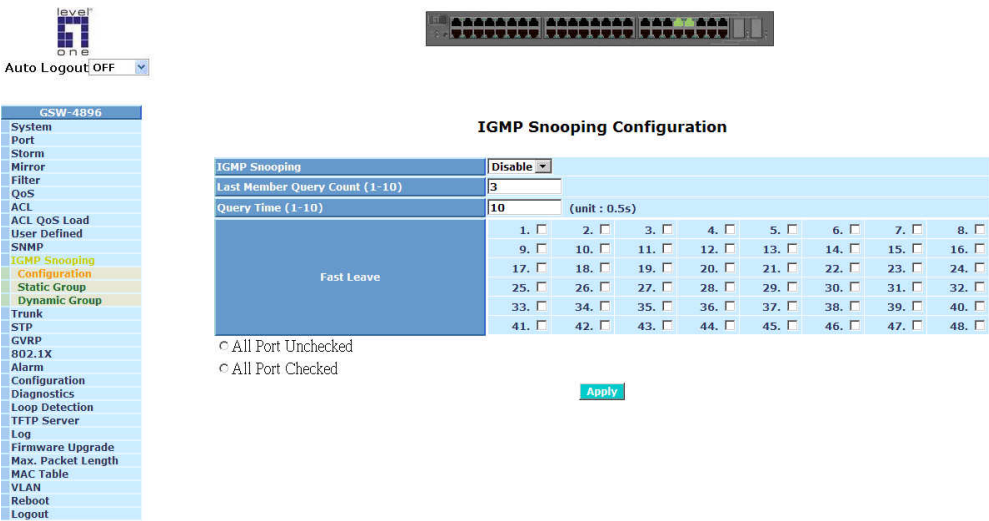 level
one
Auto Logout OFF
GSW-4896
System
Port
Storm
Mirror
Filter
QoS
ACL
ACL QoS Load
User Defined
SNMP
IGMP Snooping
Configuration
Static Group
Dynamic Group
Trunk
STP
GVRP
802.1X
Alarm
Configuration
Diagnostics
Loop Detection
TFTP Server
Log
Firmware Upgrade
Max. Packet Length
MAC Table
VLAN
Reboot
Logout
IGMP Snooping Configuration
IGMP Snooping Disable
Last Member Query Count (1-10) 3
Query Time (1-10) 10 (unit : 0.5s)
Fast Leave
1. 2. 3. 4. 5. 6. 7. 8.
9. 10. 11. 12. 13. 14. 15. 16.
17. 18. 19. 20. 21. 22. 23. 24.
25. 26. 27. 28. 29. 30. 31. 32.
33. 34. 35. 36. 37. 38. 39. 40.
41. 42. 43. 44. 45. 46. 47. 48.
All Port Unchecked
All Port Checked
Apply